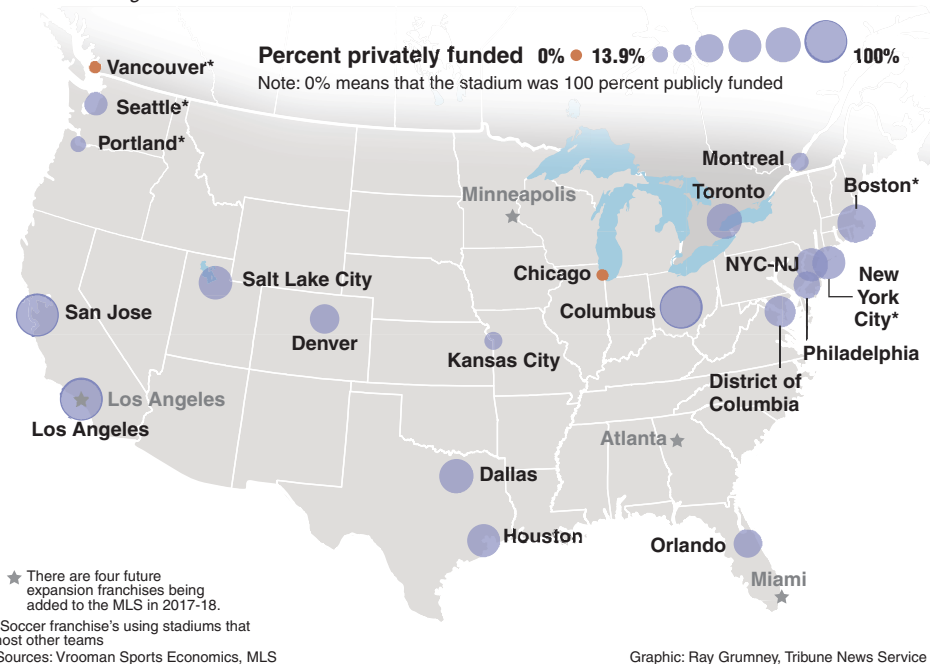 Percent privately funded 0% 13.9% 100%
Note: 0% means that the stadium was 100 percent publicly funded
Vancouver*
Seattle*
Portland*
Montreal
Minneapolis
Toronto
Boston*
Chicago
NYC-NJ
New
York
City*
Salt Lake City
San Jose
Columbus
Denver
Kansas City
Philadelphia
District of
Columbia
Los Angeles
Los Angeles
Atlanta
Dallas
Houston
Orlando
Miami
There are four future
expansion franchises being
added to the MLS in 2017-18.
Soccer franchise's using stadiums that
ost other teams
Sources: Vrooman Sports Economics, MLS
Graphic: Ray Grumney, Tribune News Service